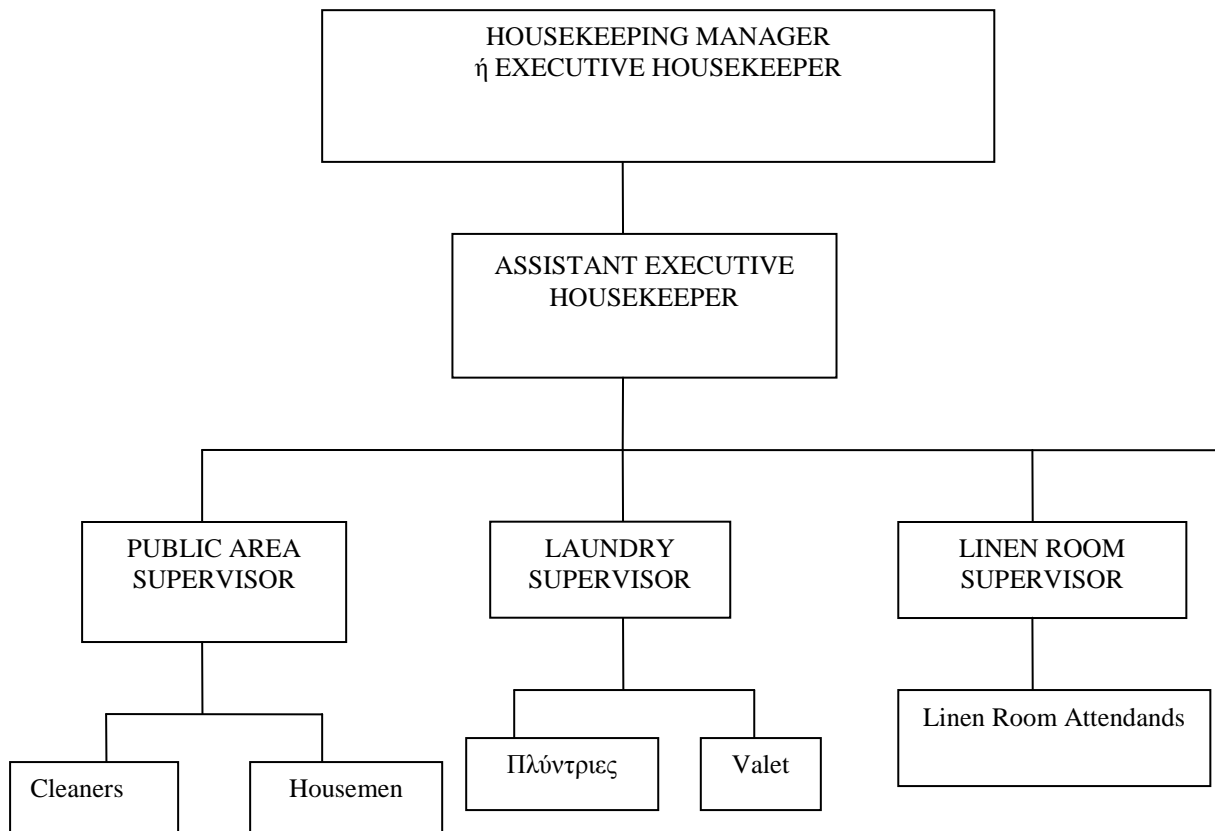 HOUSEKEEPING MANAGER
ή EXECUTIVE HOUSEKEEPER
ASSISTANT EXECUTIVE
HOUSEKEEPER
PUBLIC AREA
SUPERVISOR
LAUNDRY
SUPERVISOR
LINEN ROOM
SUPERVISOR
Cleaners
Housemen
Πλύντριες
Valet
Linen Room Attendands